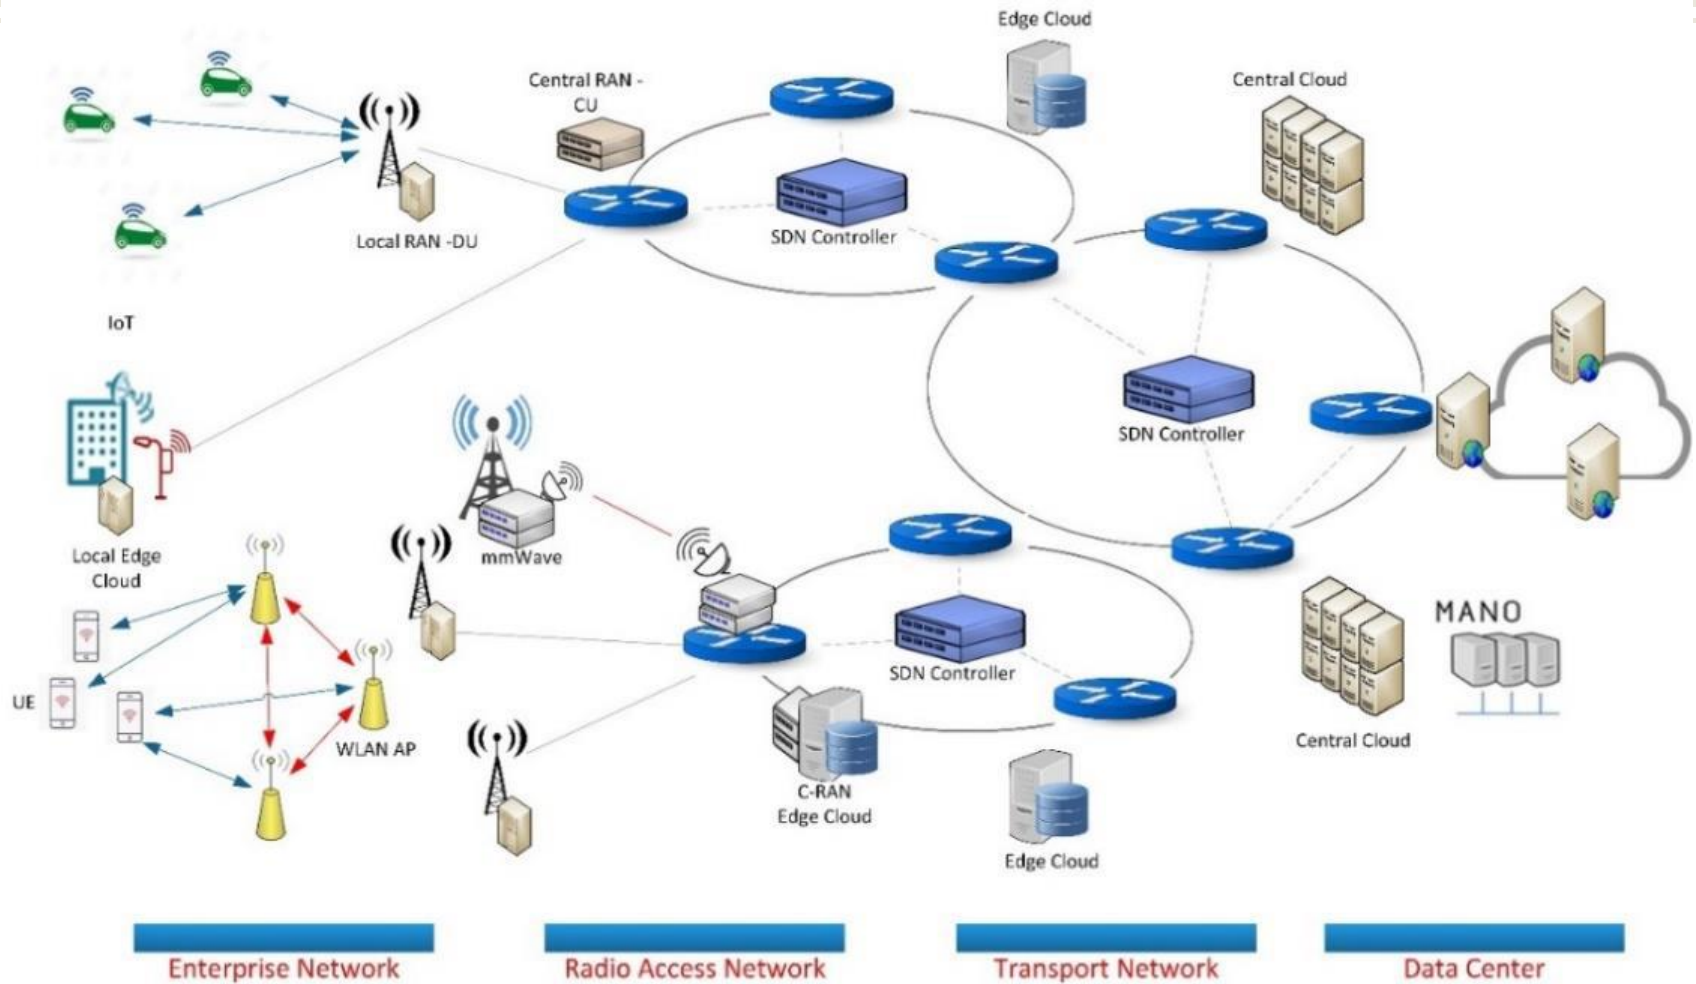 Edge Cloud
Central RAN -
CU
Central Cloud
SDN Controller
Local RAN -DU
IoT
SDN Controller
mmWave
Local Edge
Cloud
UE
WLAN AP
SDN Controller
MANO
Central Cloud
C-RAN
Edge Cloud
Edge Cloud
Enterprise Network
Radio Access Network
Transport Network
Data Center